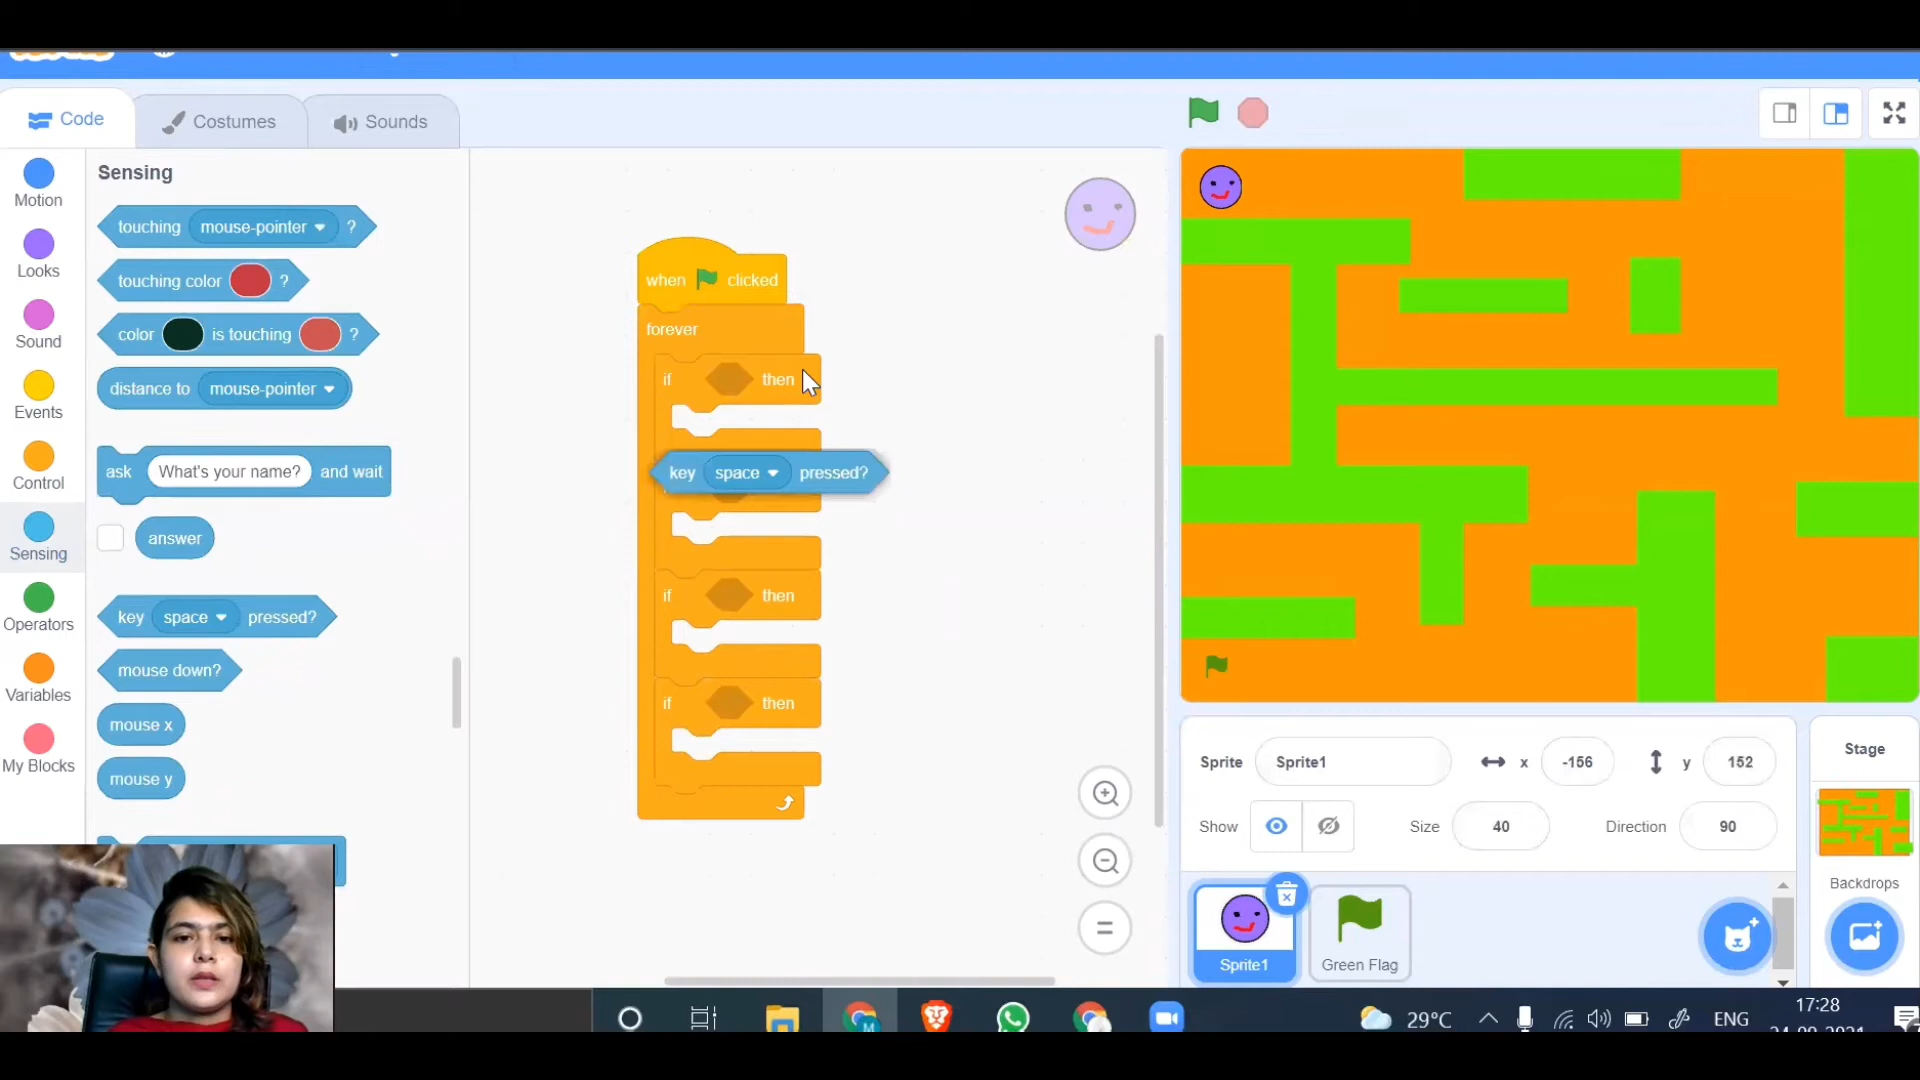 Code
Costumes
Sounds
Motion
Looks
Sound
Events
Control
Sensing
Operators
Variables
My Blocks
Sensing
touching mouse-pointer ?
touching color ?
color is touching ?
distance to mouse-pointer
ask What's your name? and wait
answer
key space pressed?
mouse down?
mouse x
mouse y
when clicked
forever
if then
key space pressed?
if then
if then
Sprite Sprite1 x -156 y 152
Show Size 40 Direction 90
Sprite1
Green Flag
Stage
Backdrops
29°C
ENG
17:28